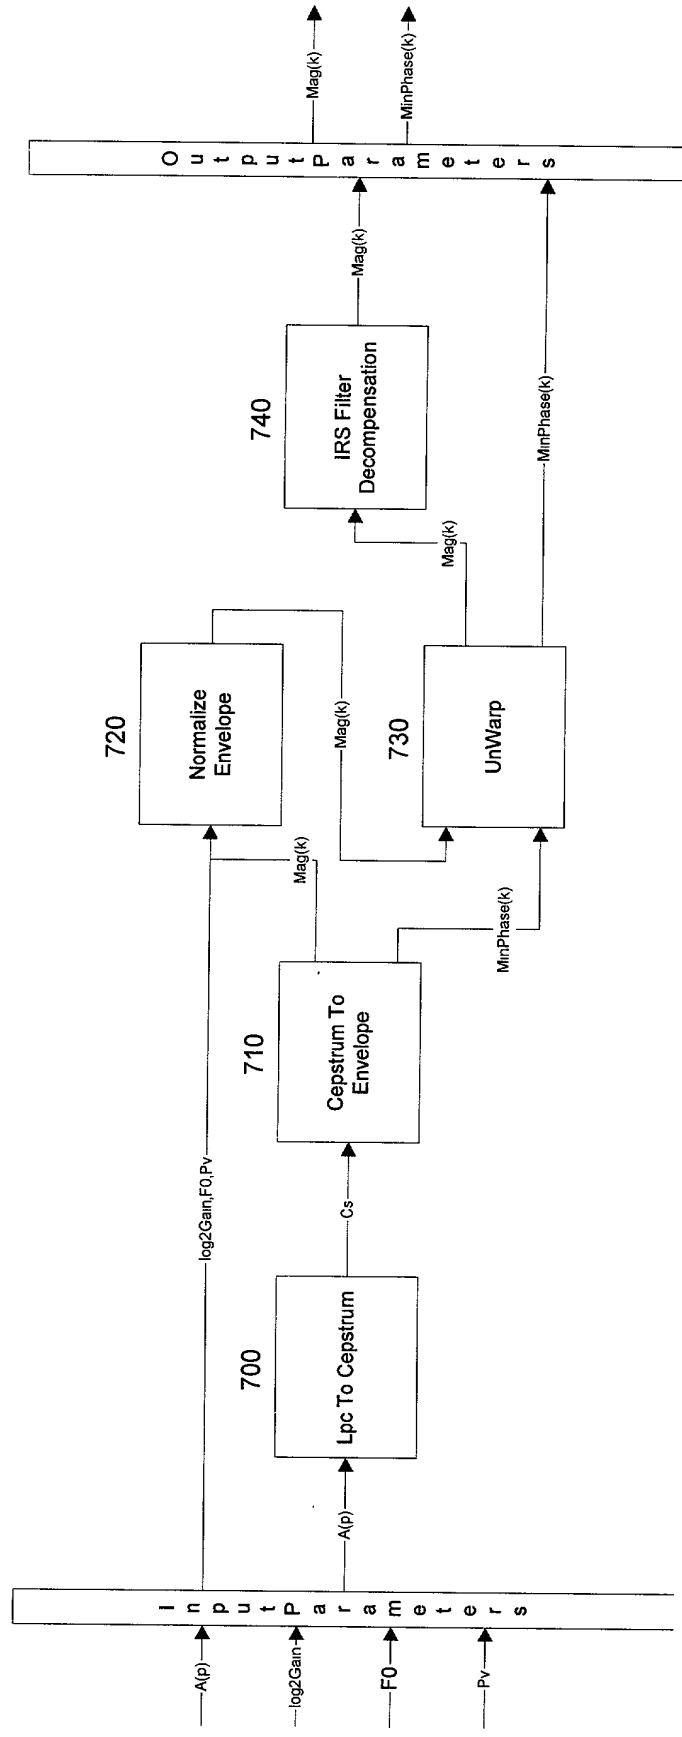 A(p)
log2Gain
F0
Pv
Input Parameters
A(p)
log2Gain,F0,Pv
700
Lpc To Cepstrum
Cs
710
Cepstrum To
Envelope
Mag(k)
MinPhase(k)
720
Normalize
Envelope
Mag(k)
730
UnWarp
Mag(k)
MinPhase(k)
740
IRS Filter
Decompensation
Mag(k)
Output Parameters
Mag(k)
MinPhase(k)